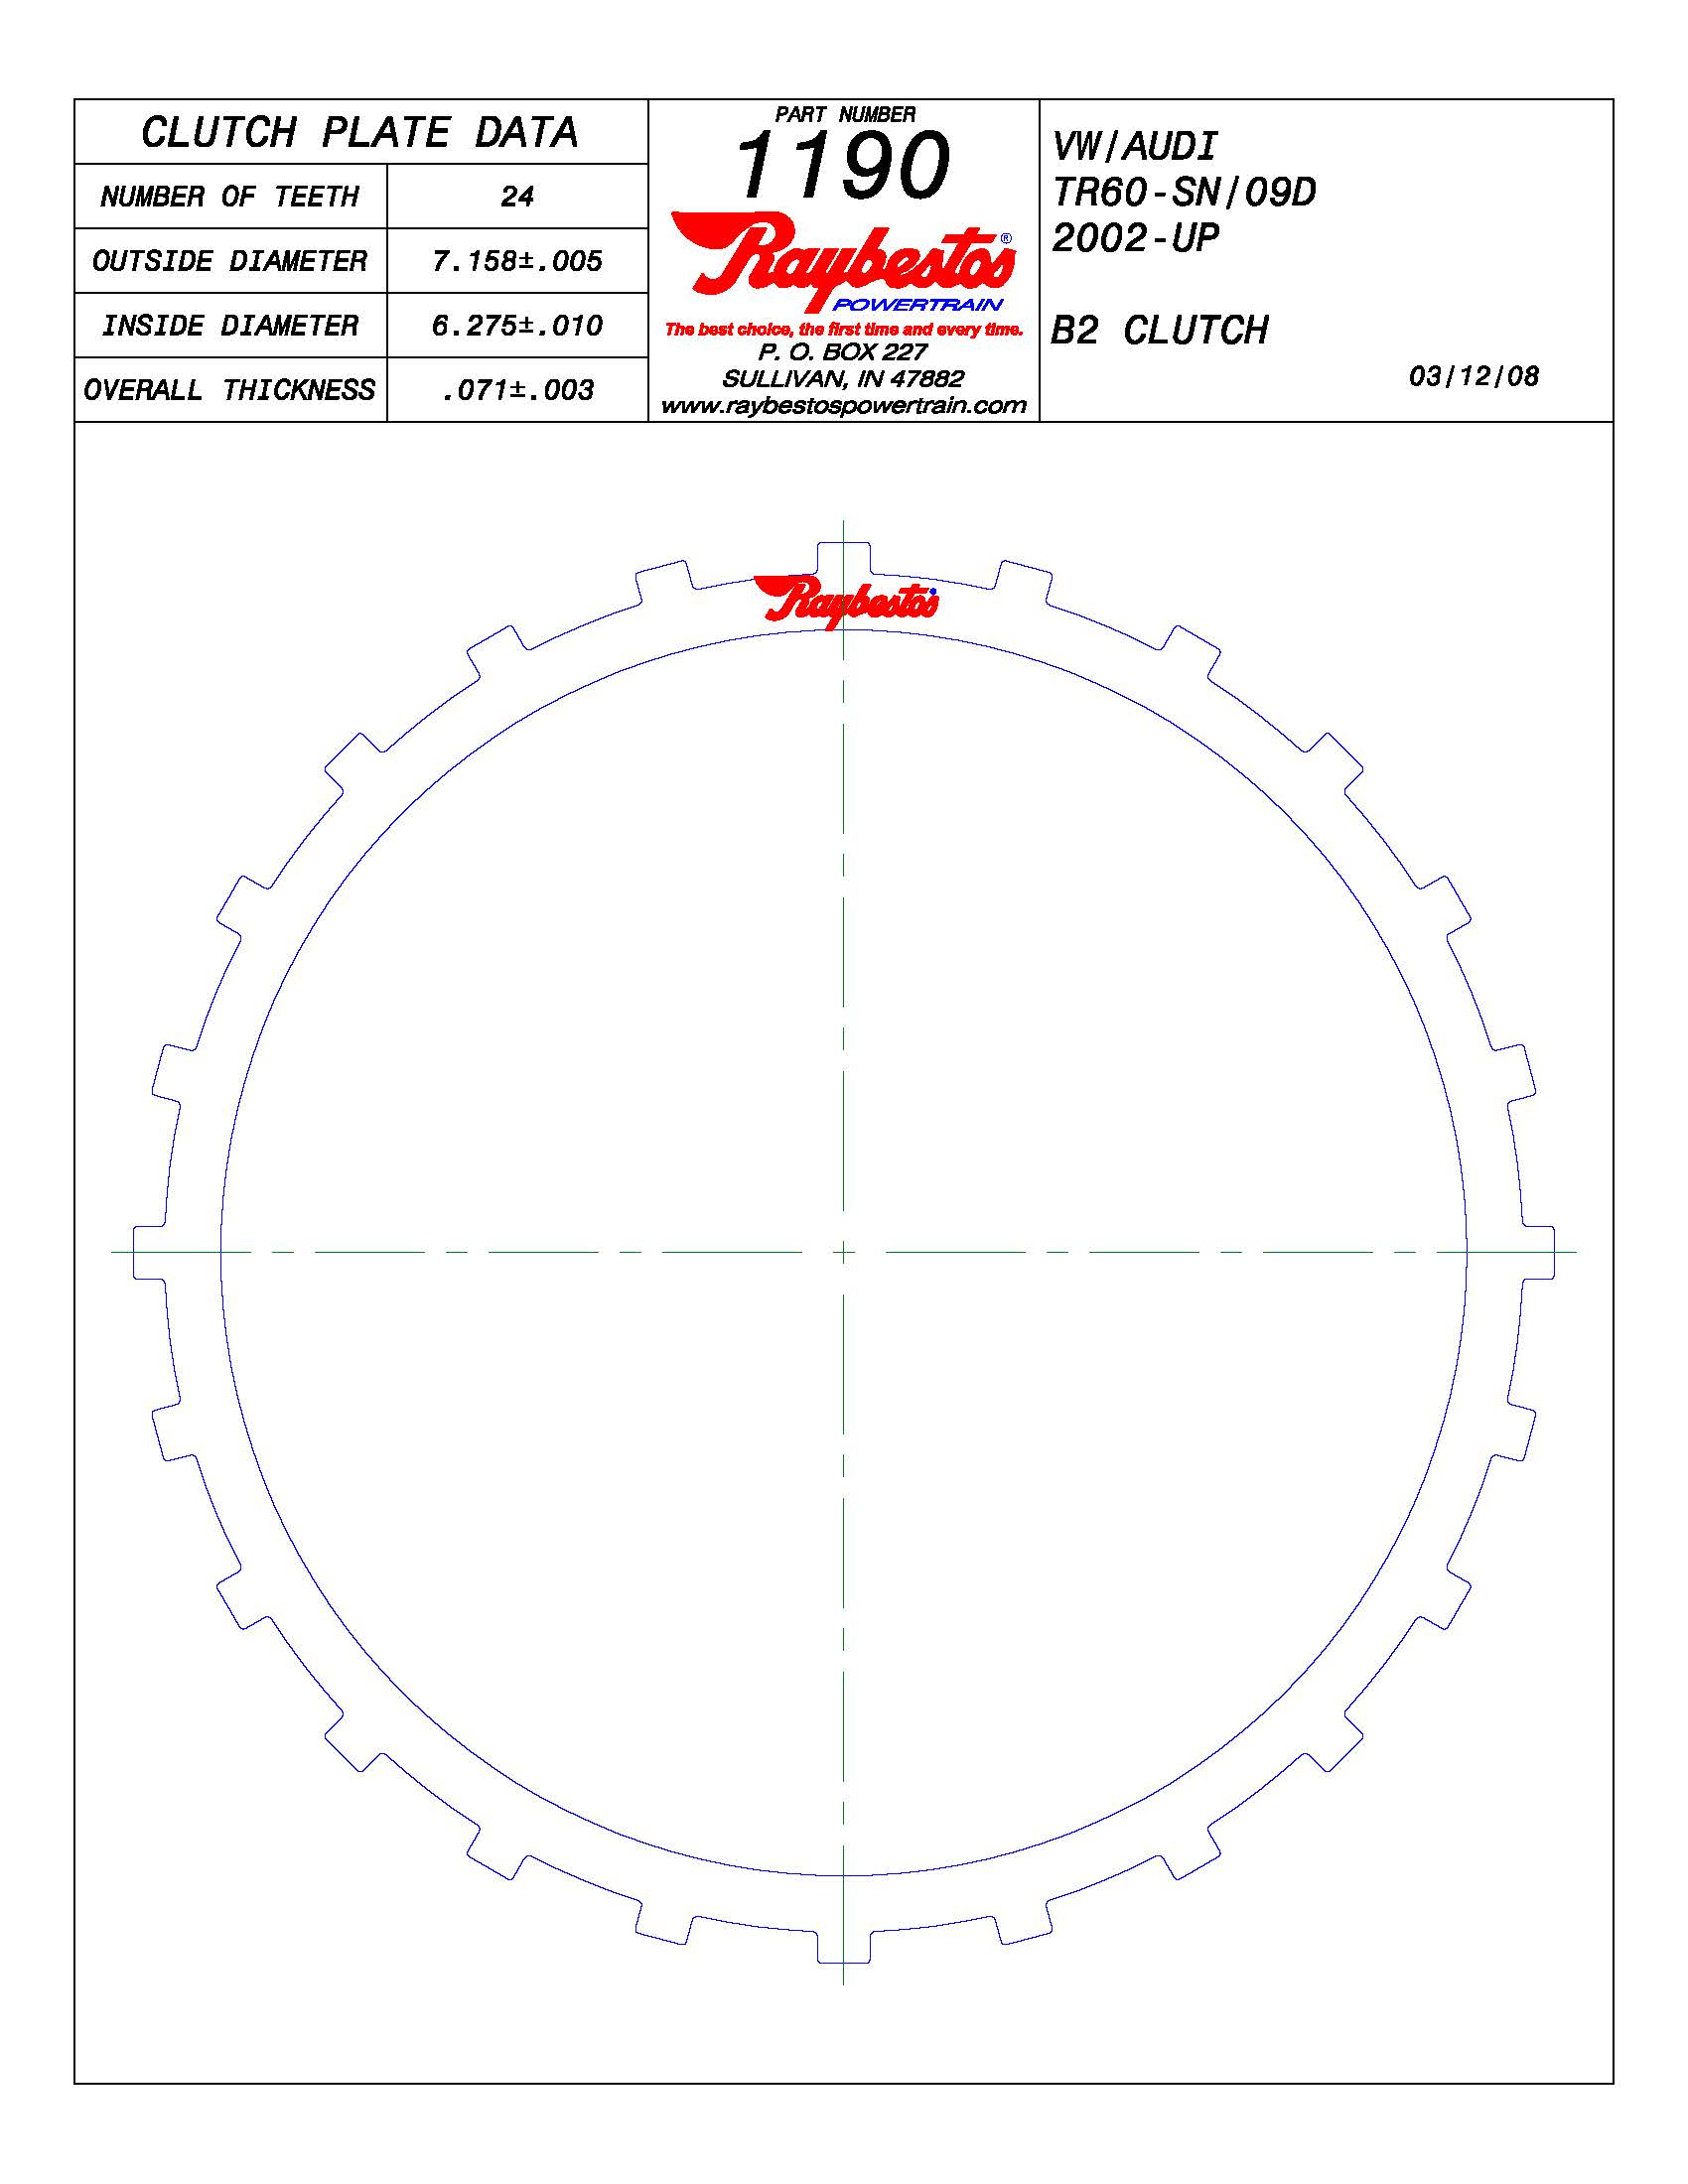 CLUTCH PLATE DATA
NUMBER OF TEETH 24
OUTSIDE DIAMETER 7.158±.005
INSIDE DIAMETER 6.275±.010
OVERALL THICKNESS .071±.003
PART NUMBER
1190
Raybestos®
POWERTRAIN
The best choice, the first time and every time.
P. O. BOX 227
SULLIVAN, IN 47882
www.raybestospowertrain.com
VW/AUDI
TR60-SN/09D
2002-UP
B2 CLUTCH
03/12/08
Raybestos